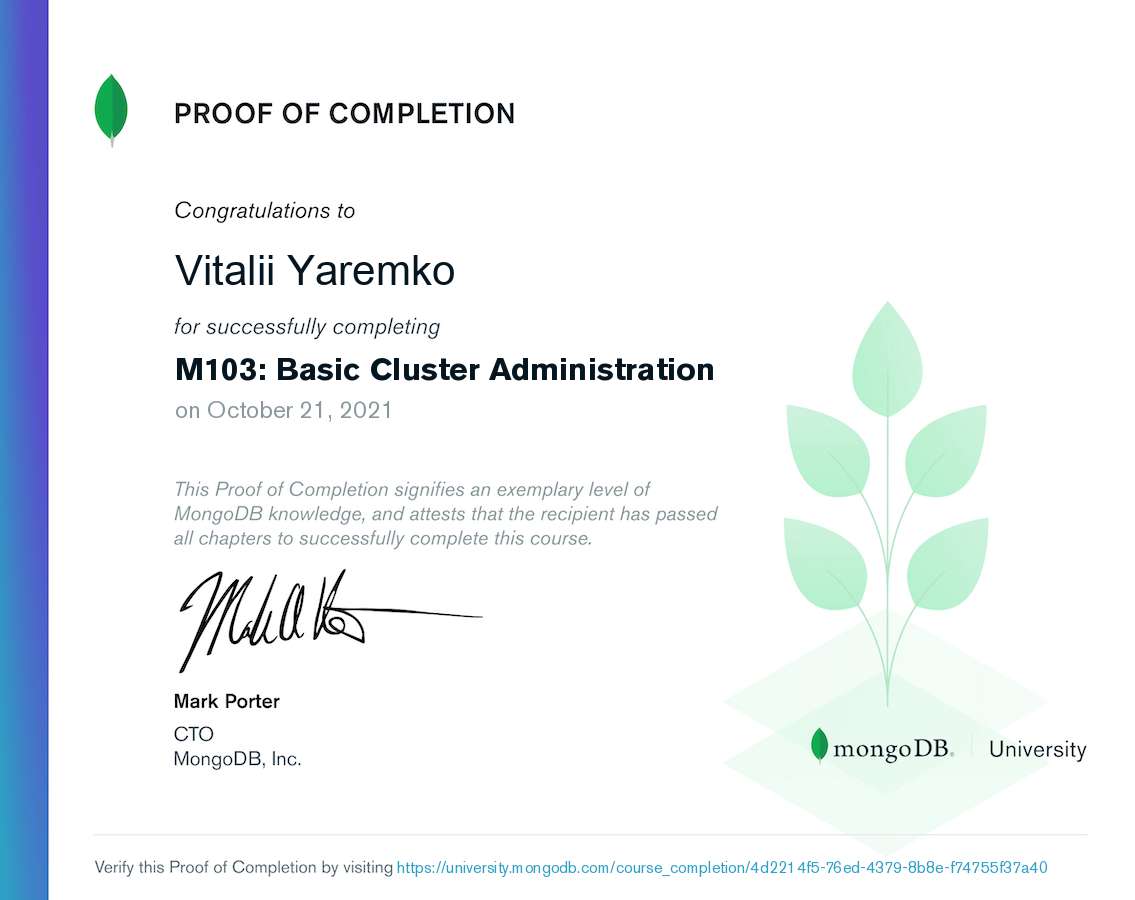 PROOF OF COMPLETION
Congratulations to
Vitalii Yaremko
for successfully completing
M103: Basic Cluster Administration
on October 21, 2021
This Proof of Completion signifies an exemplary level of
MongoDB knowledge, and attests that the recipient has passed
all chapters to successfully complete this course.
Mark Porter
CTO
MongoDB, Inc.
mongoDB. University
Verify this Proof of Completion by visiting https://university.mongodb.com/course_completion/4d2214f5-76ed-4379-8b8e-f74755f37a40